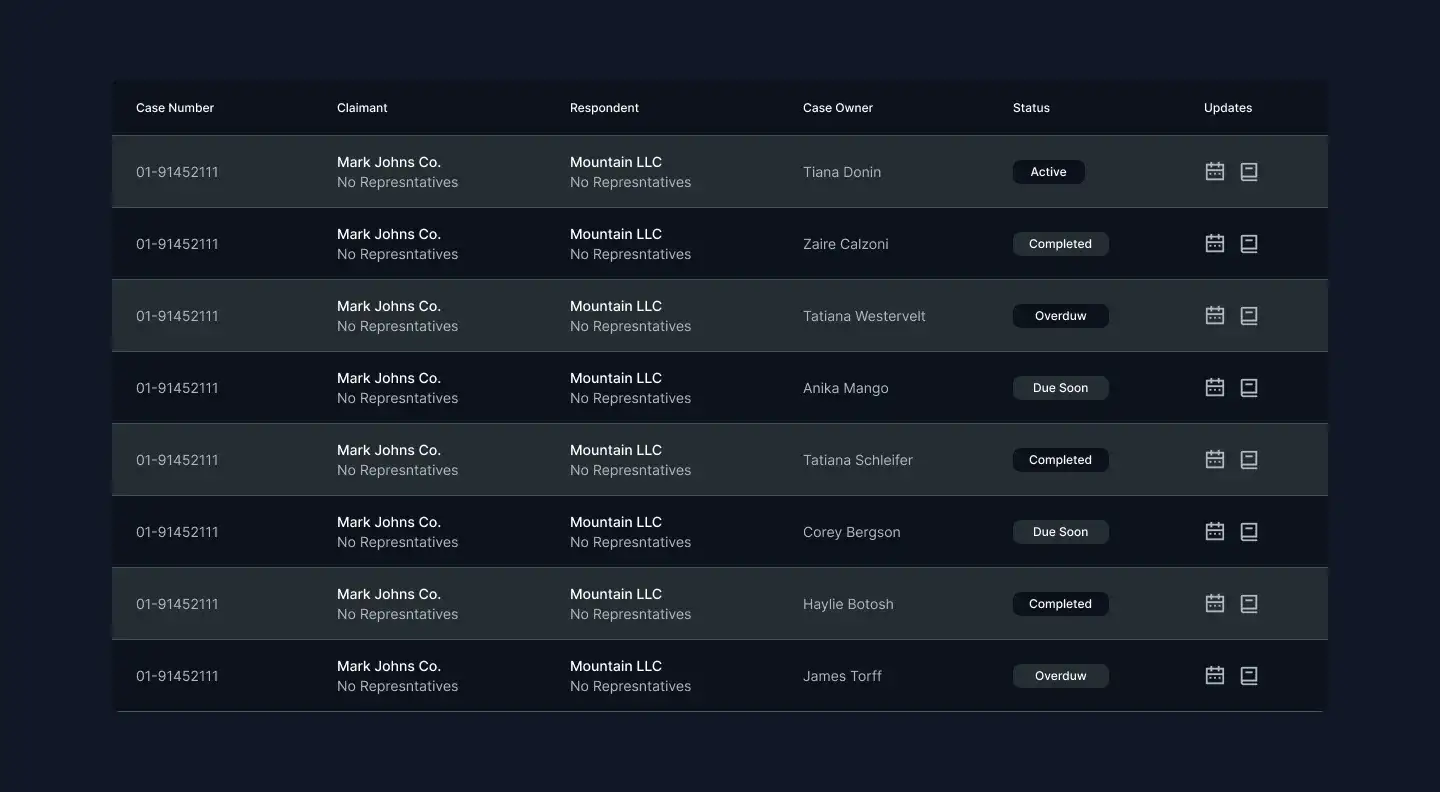 Case Number Claimant Respondent Case Owner Status Updates
Mark Johns Co. Mountain LLC
01-91452111 Tiana Donin Active
No Represntatives No Represntatives
Mark Johns Co. Mountain LLC
01-91452111 Zaire Calzoni Completed
No Represntatives No Represntatives
Mark Johns Co. Mountain LLC
01-91452111 Tatiana Westervelt Overduw
No Represntatives No Represntatives
Mark Johns Co. Mountain LLC
01-91452111 Anika Mango Due Soon
No Represntatives No Represntatives
Mark Johns Co. Mountain LLC
01-91452111 Tatiana Schleifer Completed
No Represntatives No Represntatives
Mark Johns Co. Mountain LLC
01-91452111 Corey Bergson Due Soon
No Represntatives No Represntatives
Mark Johns Co. Mountain LLC
01-91452111 Haylie Botosh Completed
No Represntatives No Represntatives
Mark Johns Co. Mountain LLC
01-91452111 James Torff Overduw
No Represntatives No Represntatives